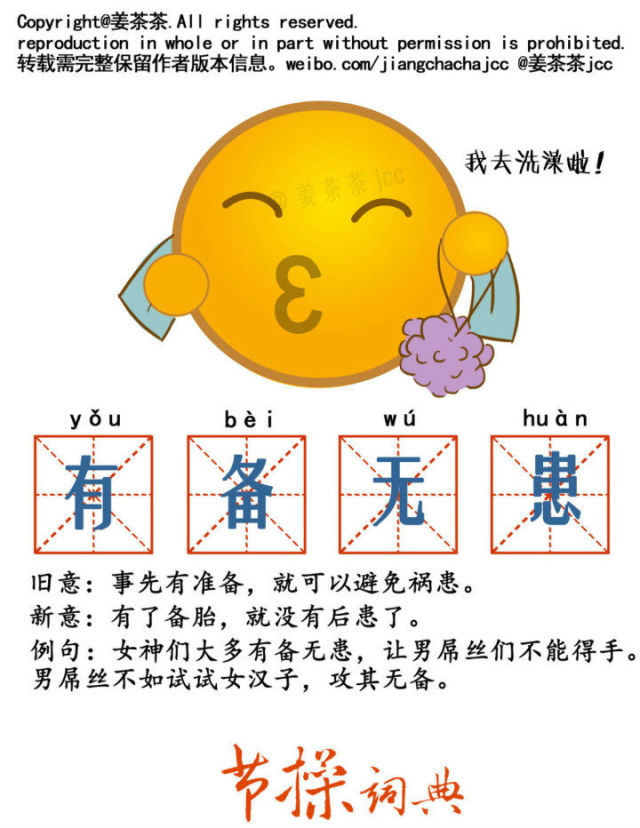 Copyright@姜茶茶.All rights reserved.
reproduction in whole or in part without permission is prohibited.
转载需完整保留作者版本信息。weibo.com/jiangchachajcc @姜茶茶jcc
我去洗澡啦!
@姜茶茶jcc
yǒu bèi wú huàn
有备无患
旧意：事先有准备，就可以避免祸患。
新意：有了备胎，就没有后患了。
例句：女神们大多有备无患，让男屌丝们不能得手。
男屌丝不如试试女汉子，攻其无备。
节操词典